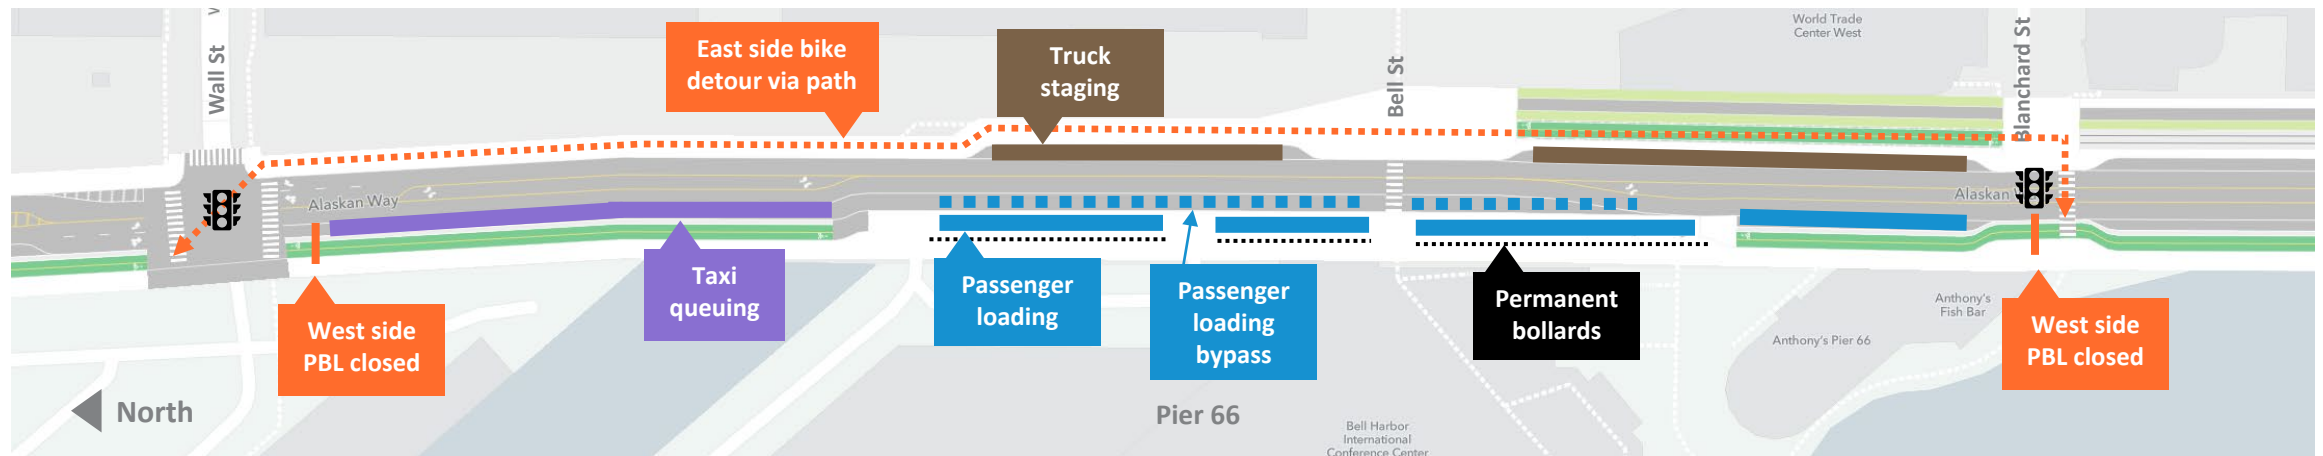 Wall St
East side bike
detour via path
Truck
staging
Bell St
World Trade
Center West
Blanchard St
Alaskan Way
Alaskan
Taxi
queuing
Passenger
loading
Passenger
loading
bypass
Permanent
bollards
West side
PBL closed
West side
PBL closed
Anthony's
Fish Bar
Anthony's Pier 66
North
Pier 66
Bell Harbor
International
Conference Center